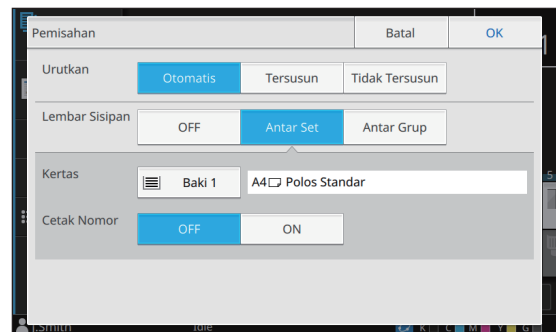 Pemisahan Batal OK
Urutkan Otomatis Tersusun Tidak Tersusun
Lembar Sisipan OFF Antar Set Antar Grup
Kertas Baki 1 A4 Polos Standar
Cetak Nomor OFF ON
J.Smith Idle K C M Y G